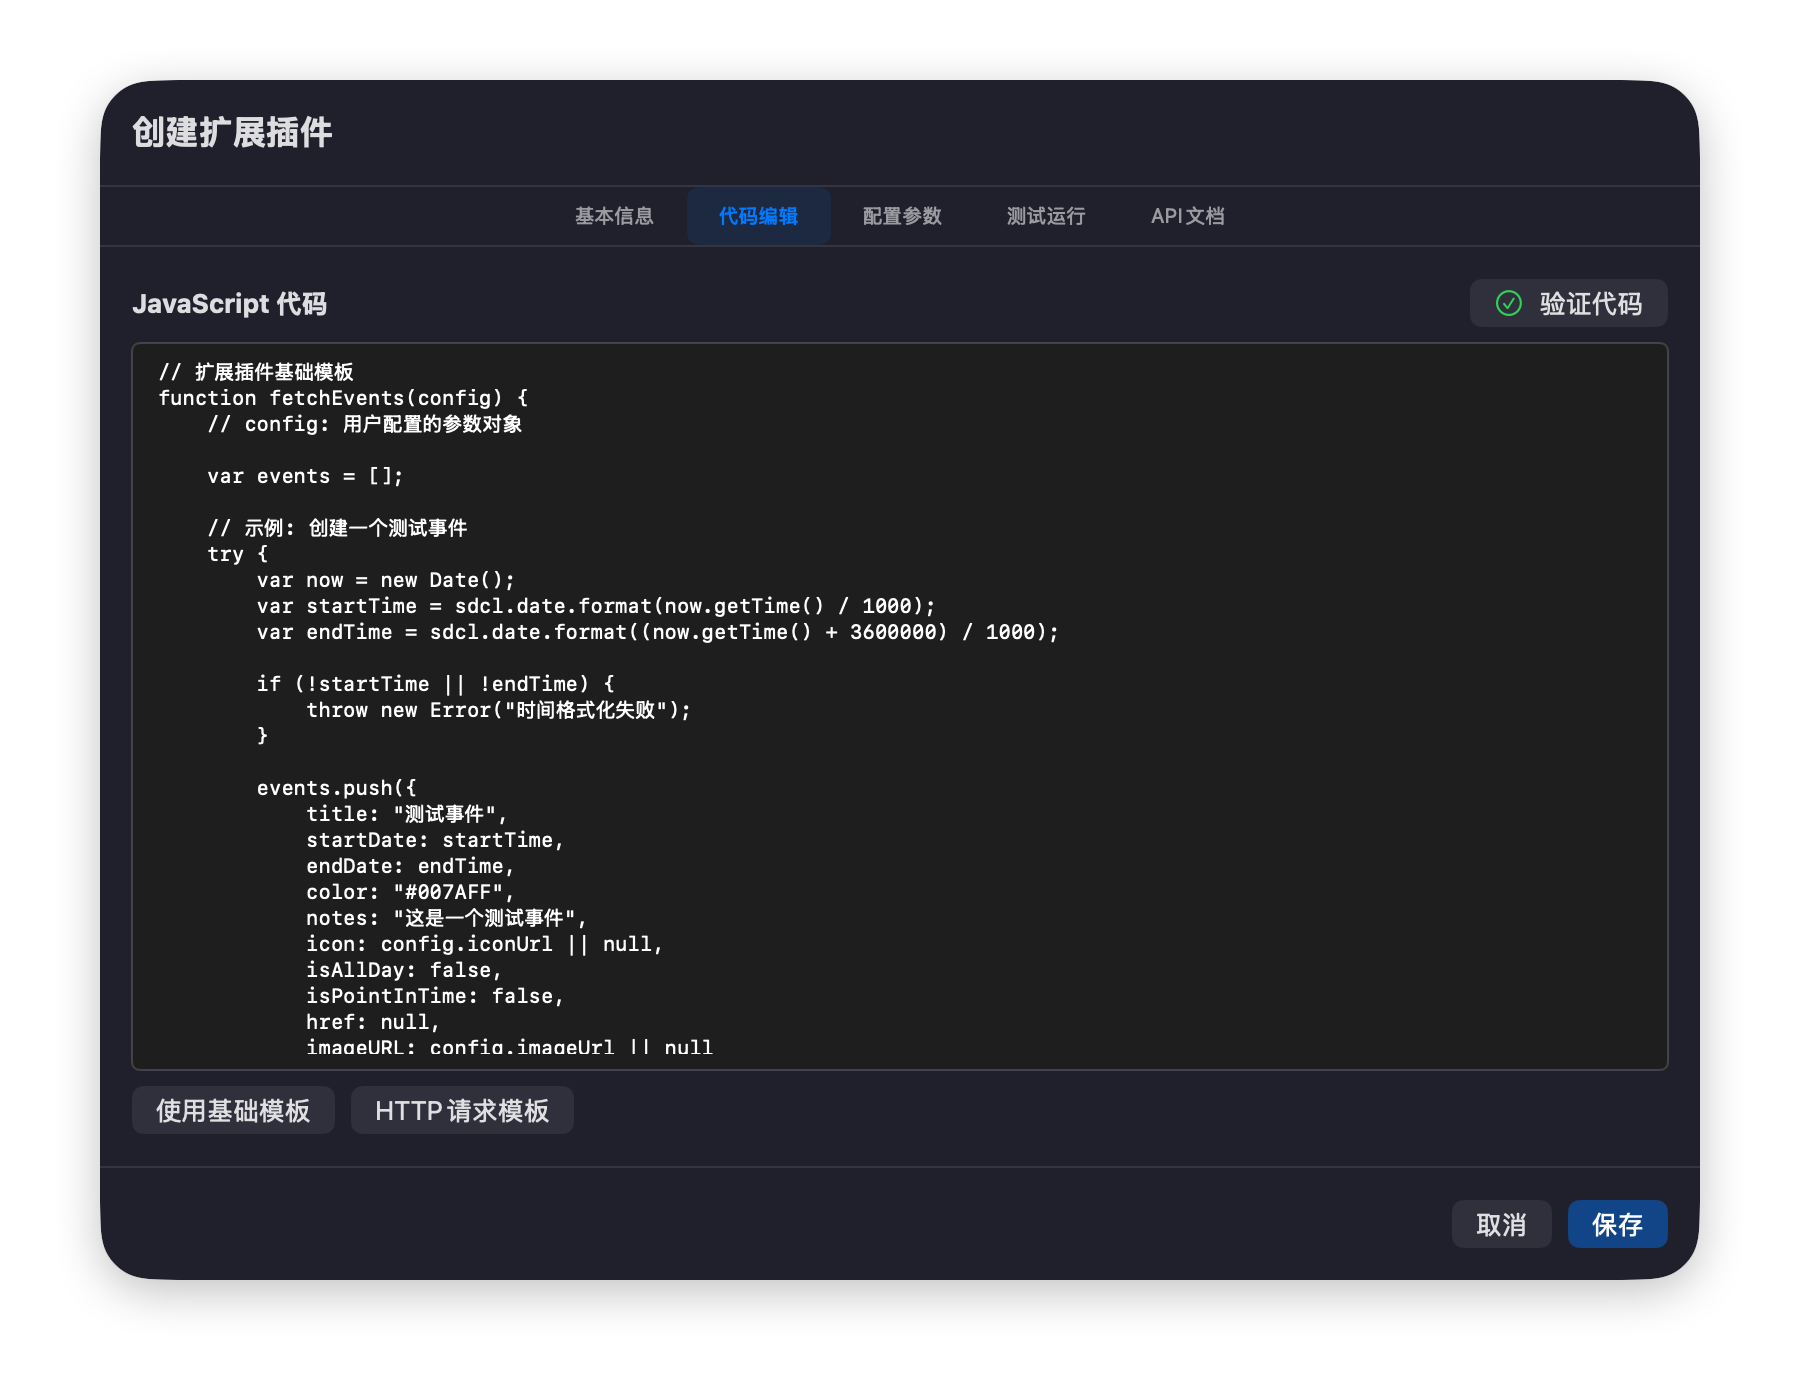 创建扩展插件
基本信息 代码编辑 配置参数 测试运行 API 文档
JavaScript 代码 验证代码
// 扩展插件基础模板
function fetchEvents(config) {
    // config: 用户配置的参数对象

    var events = [];

    // 示例: 创建一个测试事件
    try {
        var now = new Date();
        var startTime = sdcl.date.format(now.getTime() / 1000);
        var endTime = sdcl.date.format((now.getTime() + 3600000) / 1000);

        if (!startTime || !endTime) {
            throw new Error("时间格式化失败");
        }

        events.push({
            title: "测试事件",
            startDate: startTime,
            endDate: endTime,
            color: "#007AFF",
            notes: "这是一个测试事件",
            icon: config.iconUrl || null,
            isAllDay: false,
            isPointInTime: false,
            href: null,
            imageURL: config.imageUrl || null
使用基础模板 HTTP 请求模板
取消 保存